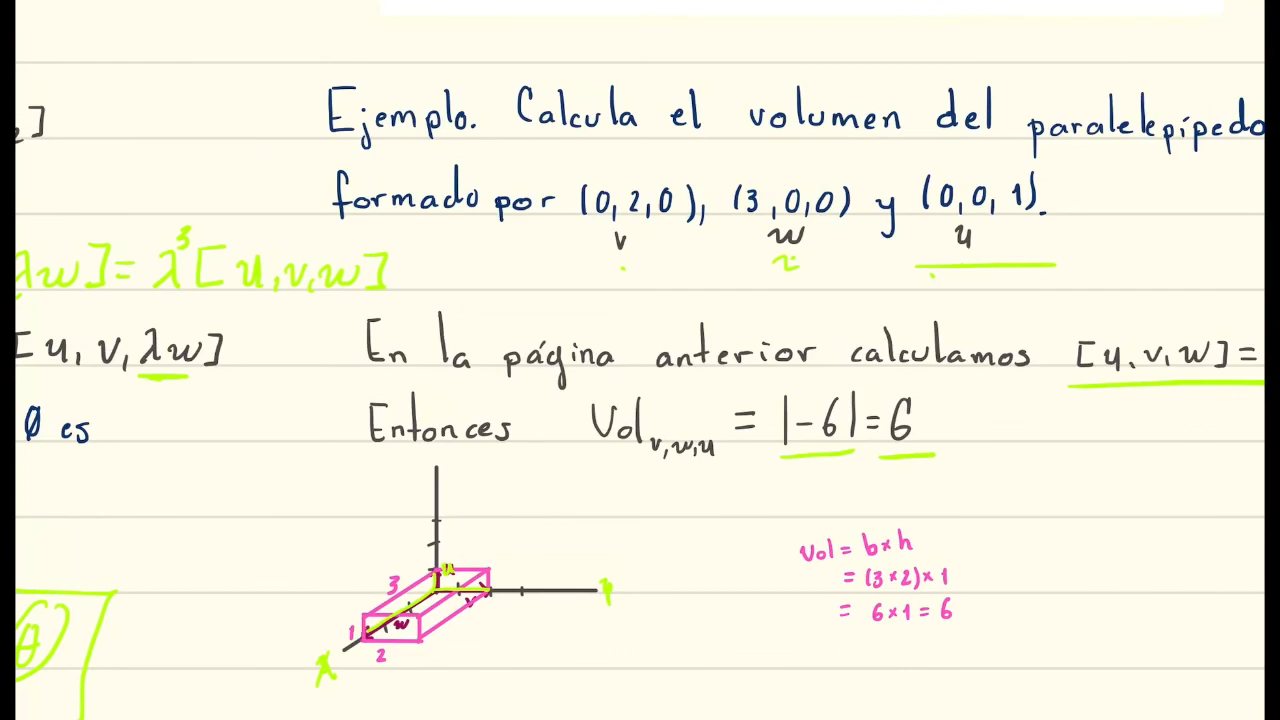 Ejemplo. Calcula el volumen del paralelepípedo
formado por (0,2,0), (3,0,0) y (0,0,1).
v w u
λw]=λ³[u,v,w]
[u, v, λw]
En la página anterior calculamos [u,v,w]=
Ø es
Entonces Vol v,w,u = |-6|=6
Vol = b×h
= (3×2)×1
= 6×1=6
3
u
v
w
1
2
y
x